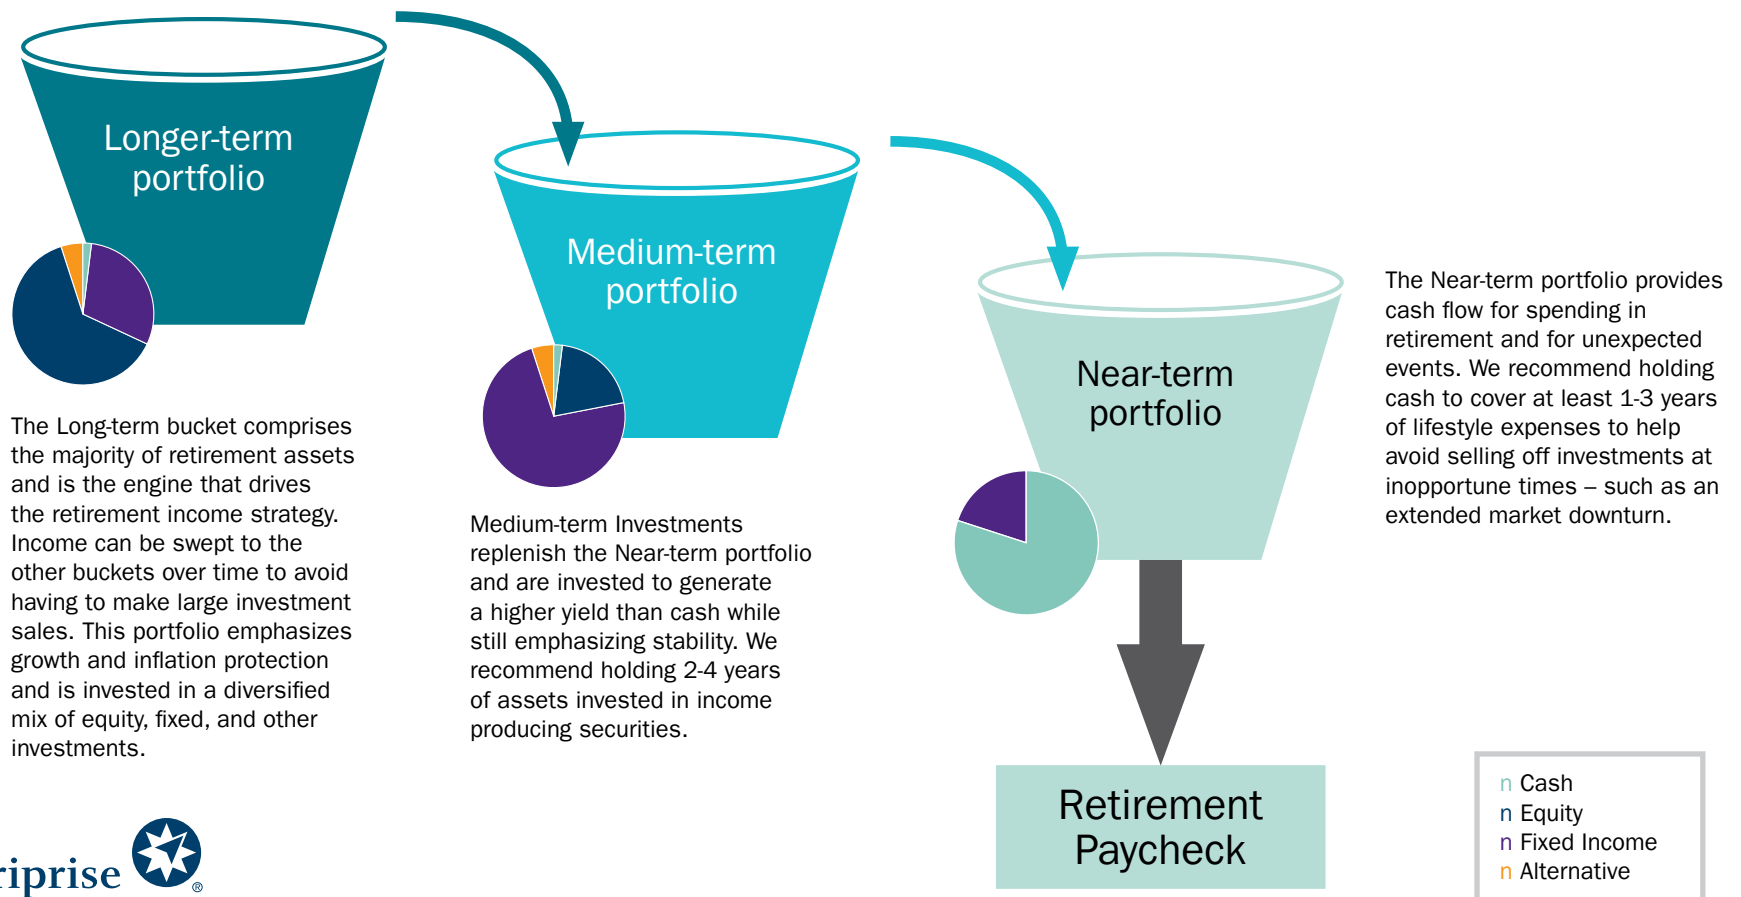 Longer-term
portfolio
Medium-term
portfolio
Near-term
portfolio
The Long-term bucket comprises
the majority of retirement assets
and is the engine that drives
the retirement income strategy.
Income can be swept to the
other buckets over time to avoid
having to make large investment
sales. This portfolio emphasizes
growth and inflation protection
and is invested in a diversified
mix of equity, fixed, and other
investments.
Medium-term Investments
replenish the Near-term portfolio
and are invested to generate
a higher yield than cash while
still emphasizing stability. We
recommend holding 2-4 years
of assets invested in income
producing securities.
The Near-term portfolio provides
cash flow for spending in
retirement and for unexpected
events. We recommend holding
cash to cover at least 1-3 years
of lifestyle expenses to help
avoid selling off investments at
inopportune times – such as an
extended market downturn.
Retirement
Paycheck
n Cash
n Equity
n Fixed Income
n Alternative
riprise ®